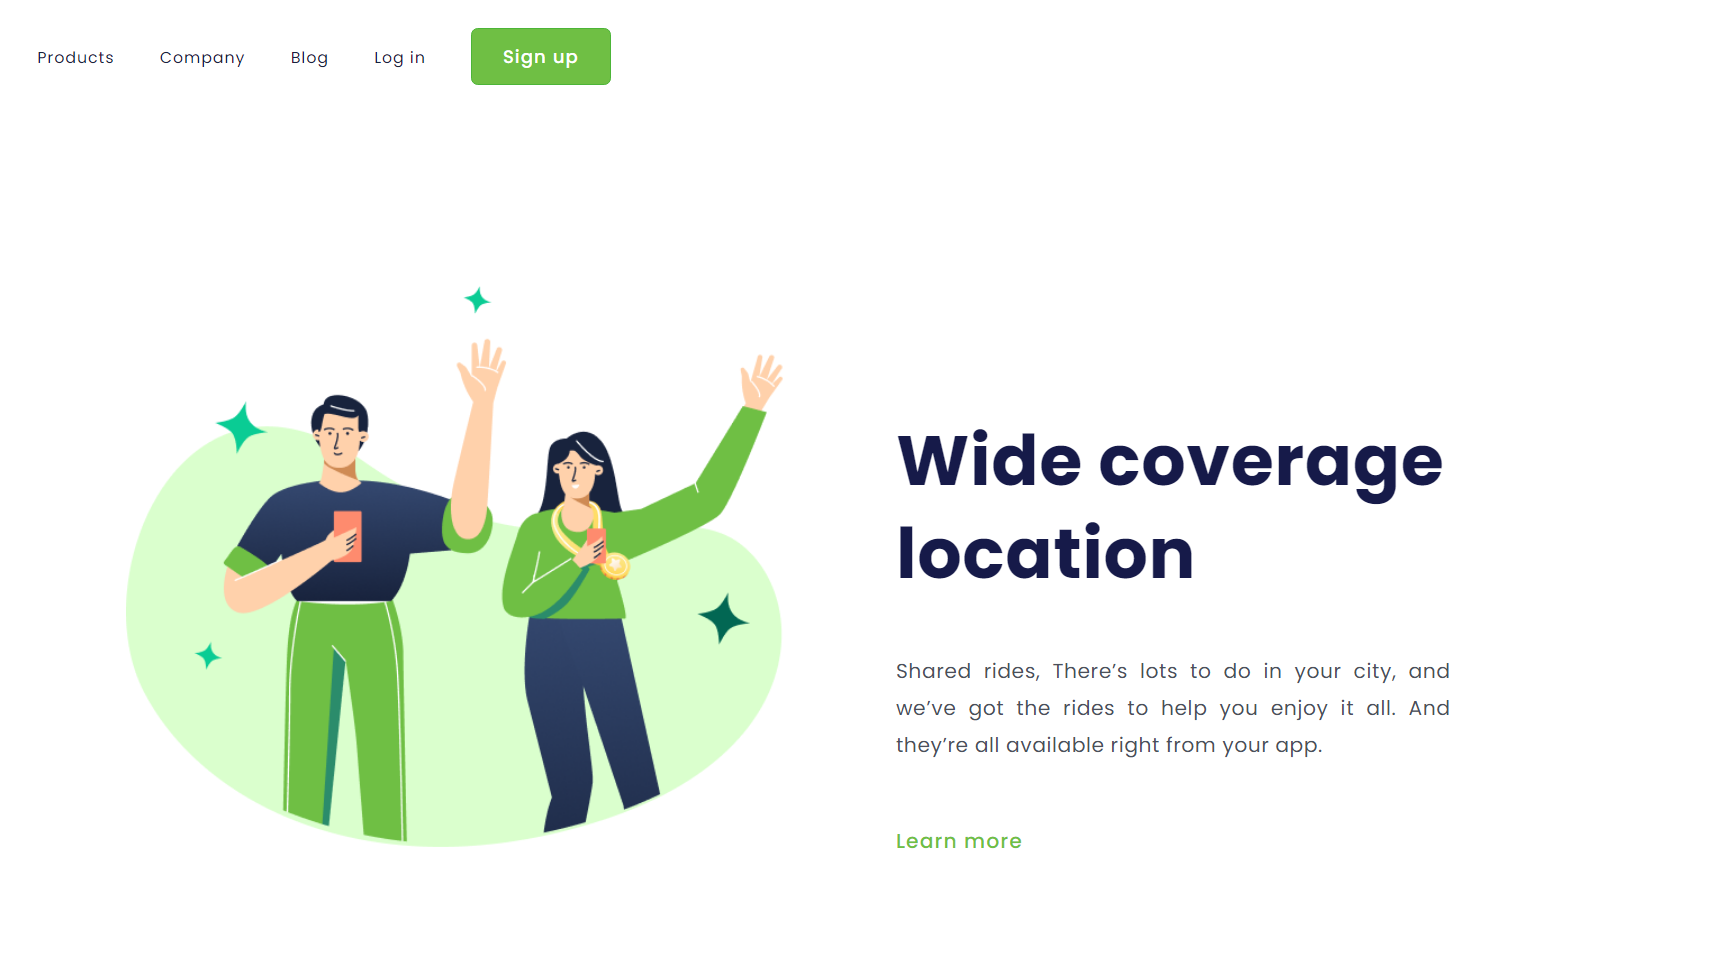 Products Company Blog Log in Sign up
Wide coverage
location
Shared rides, There’s lots to do in your city, and
we’ve got the rides to help you enjoy it all. And
they’re all available right from your app.
Learn more